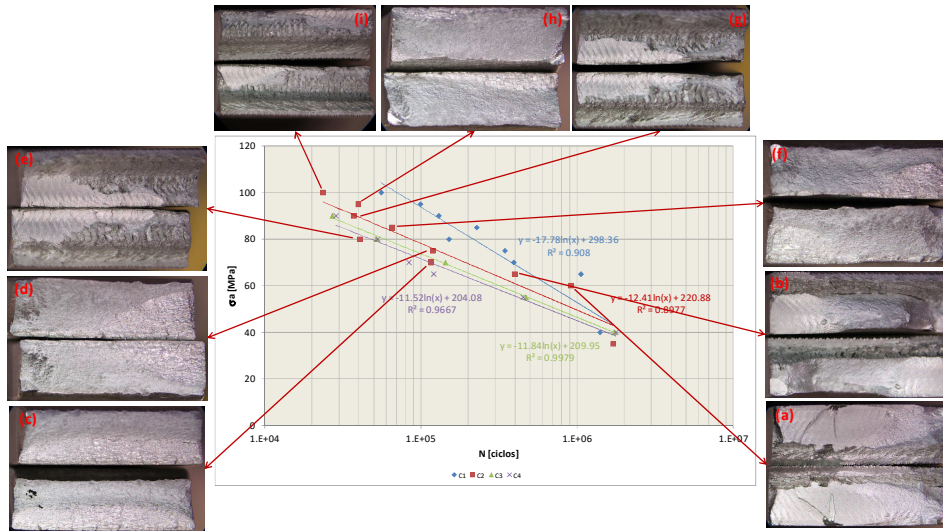 (i)
(h)
(g)
(e)
(f)
(d)
(b)
(c)
(a)
120
100
80
60
40
20
0
σa [MPa]
y = -17.78ln(x) + 298.36
R² = 0.908
y = -11.52ln(x) + 204.08
R² = 0.9667
y = -12.41ln(x) + 220.88
R² = 0.8977
y = -11.84ln(x) + 209.95
R² = 0.9979
1.E+04 1.E+05 1.E+06 1.E+07
N [ciclos]
C1 C2 C3 C4